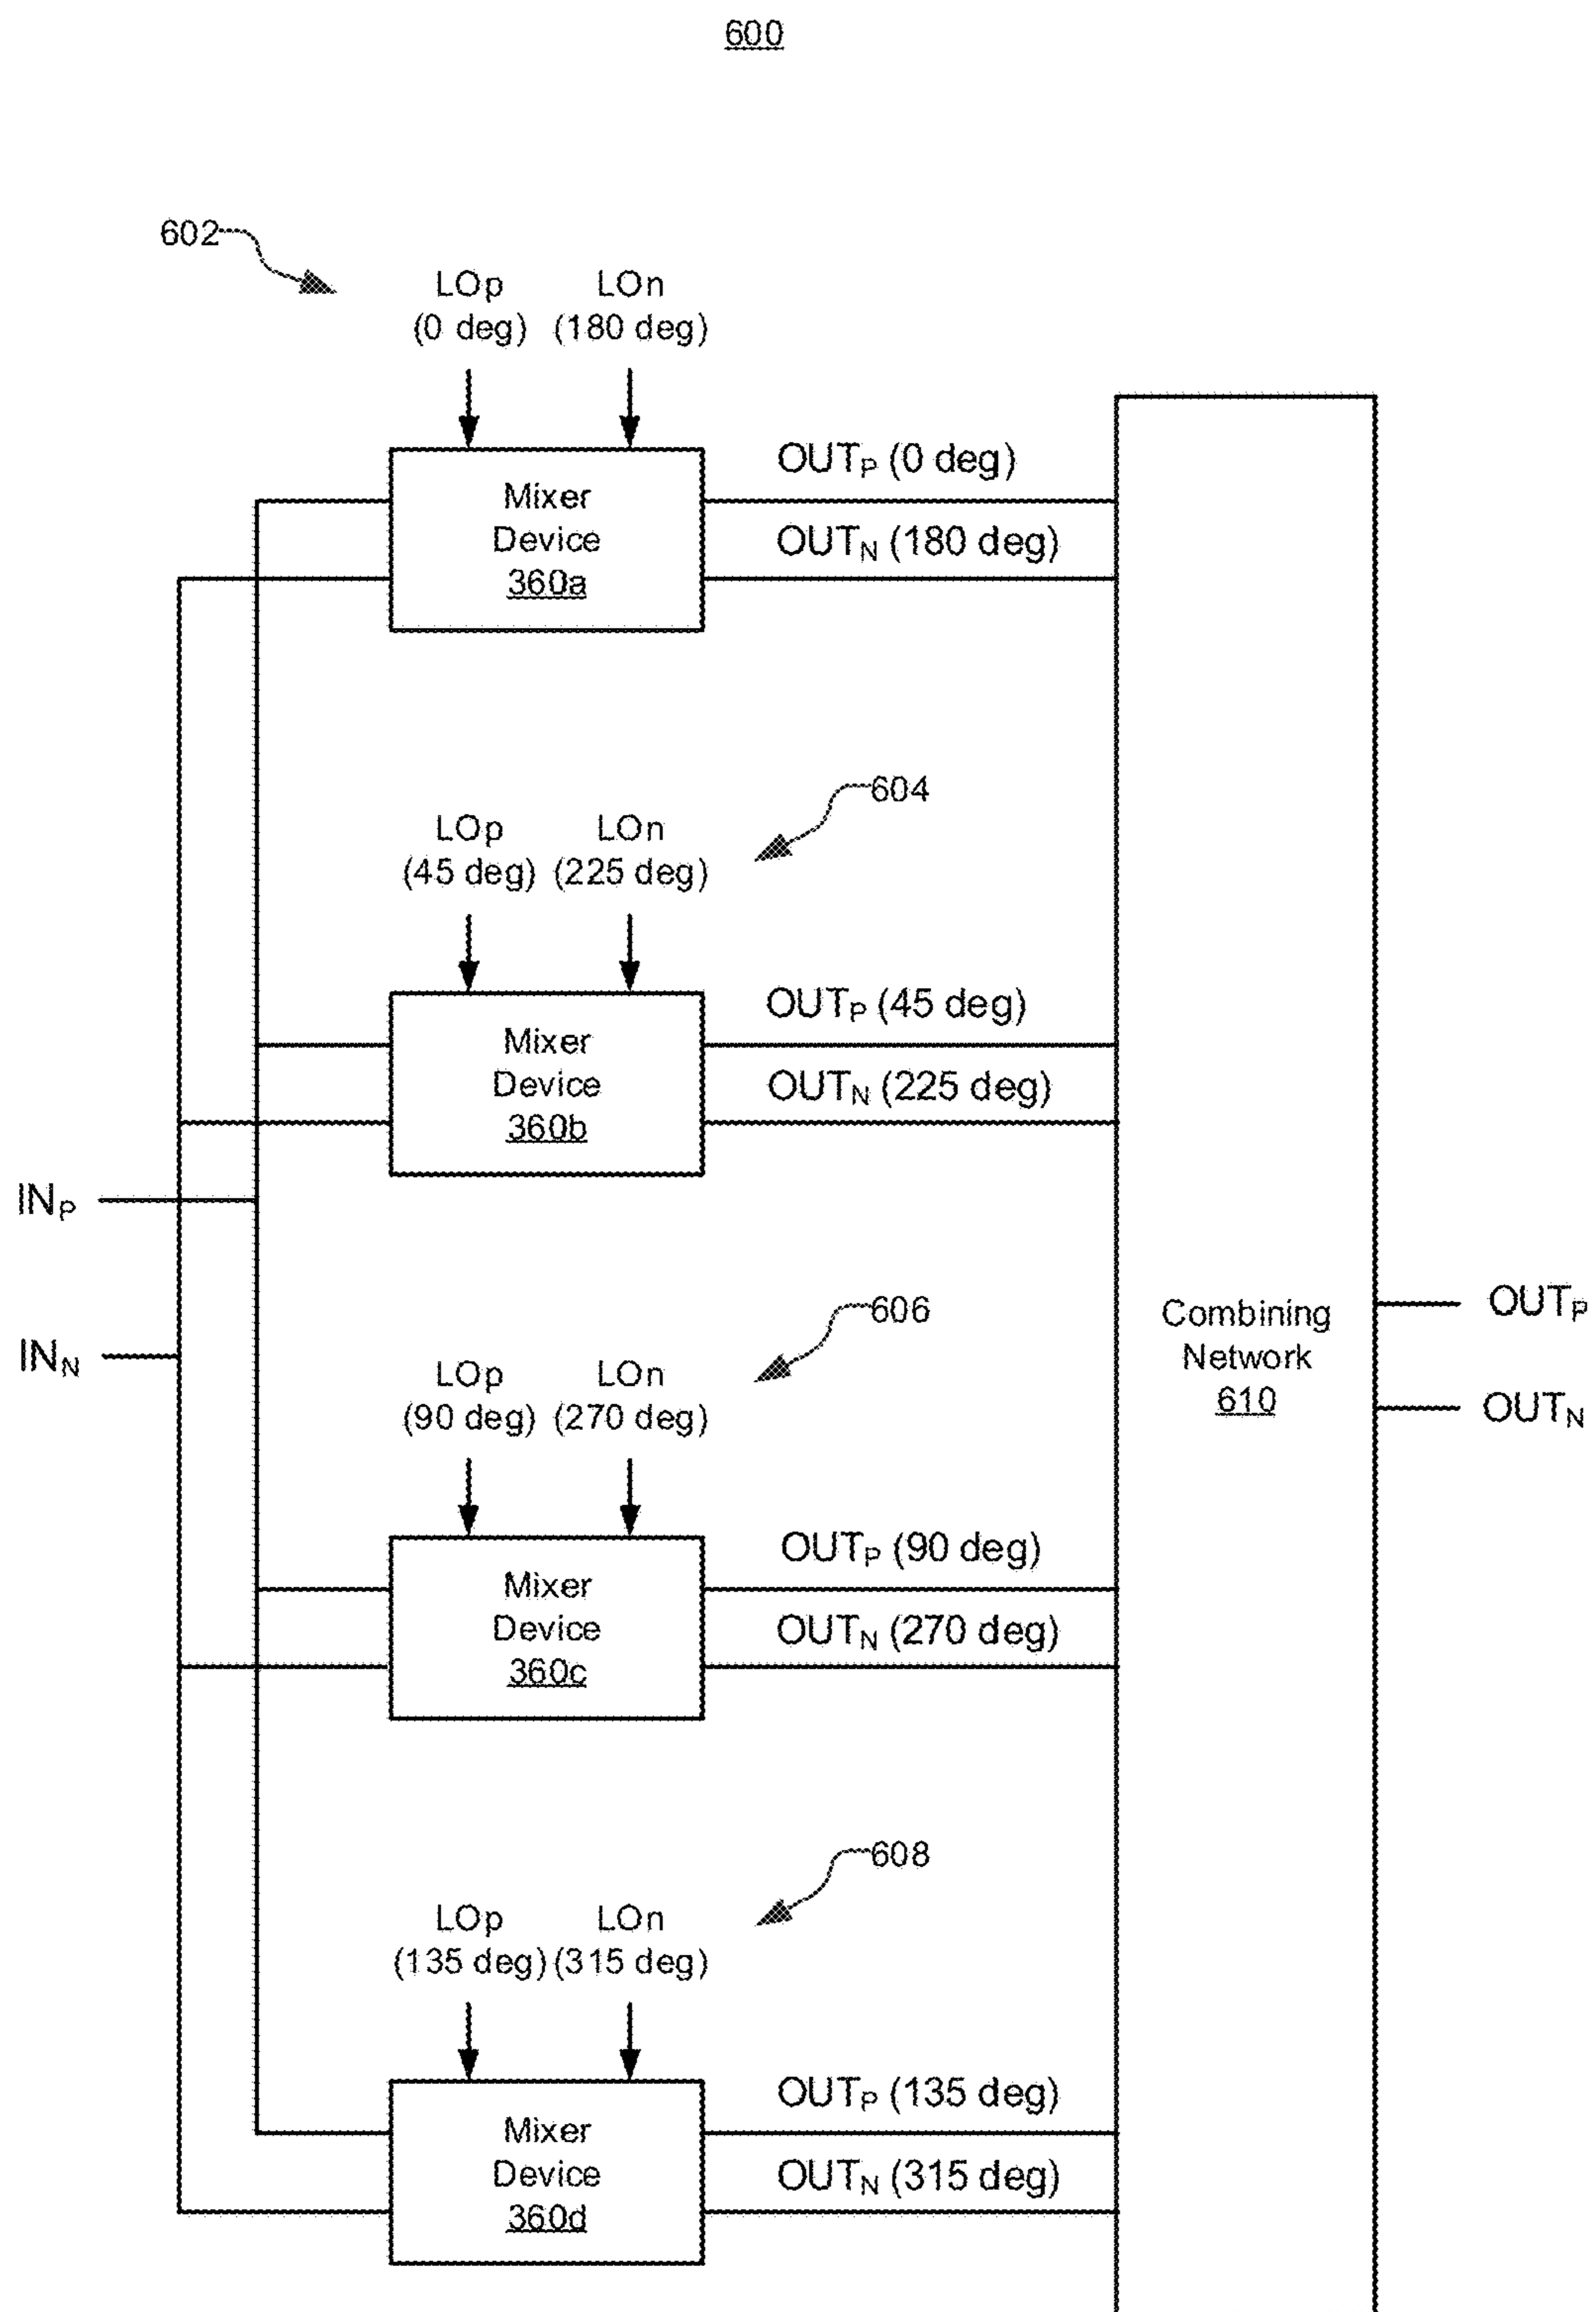 600
602
LOp LOn
(0 deg) (180 deg)
OUTP (0 deg)
Mixer
Device
360a
OUTN (180 deg)
604
LOp LOn
(45 deg) (225 deg)
OUTP (45 deg)
Mixer
Device
360b
OUTN (225 deg)
INP
INN
606
LOp LOn
(90 deg) (270 deg)
OUTP (90 deg)
Mixer
Device
360c
OUTN (270 deg)
Combining
Network
610
OUTP
OUTN
608
LOp LOn
(135 deg) (315 deg)
OUTP (135 deg)
Mixer
Device
360d
OUTN (315 deg)